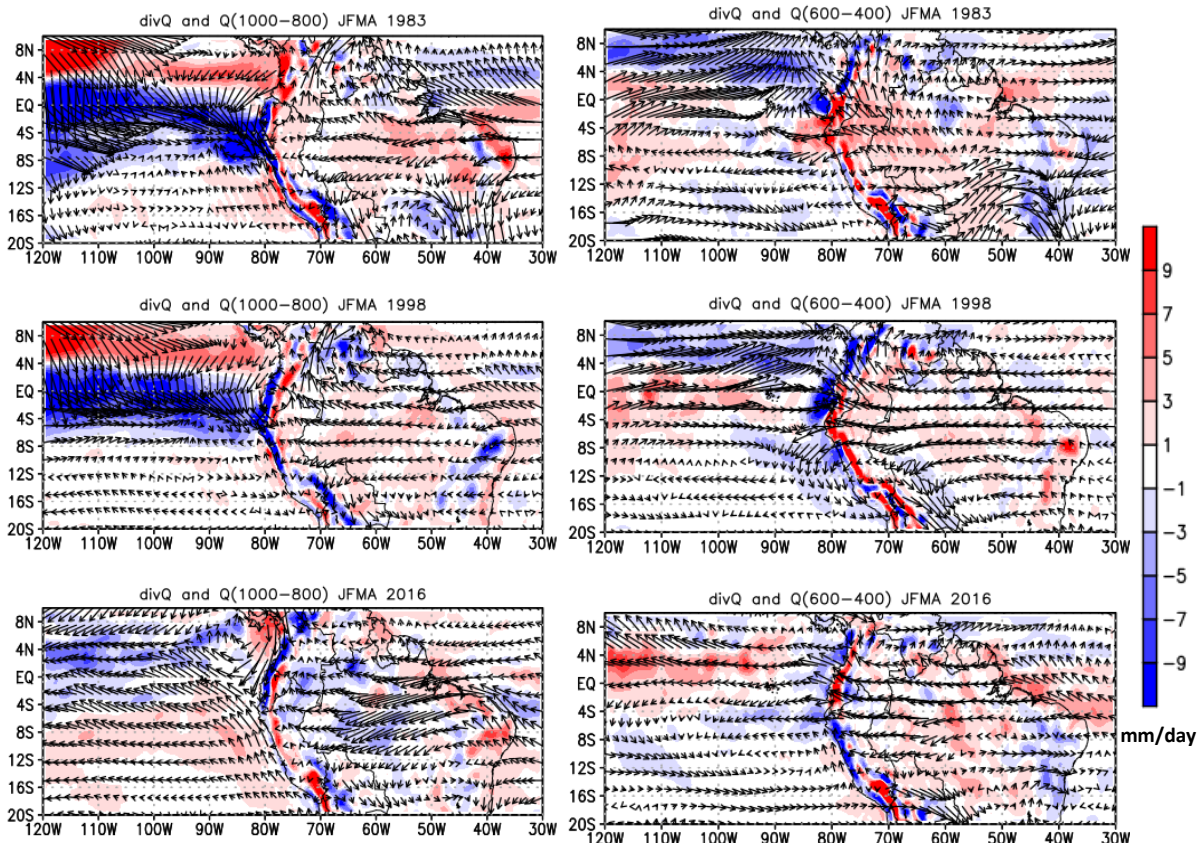 divQ and Q(1000-800) JFMA 1983
8N
4N
EQ
4S
8S
12S
16S
20S
120W 110W 100W 90W 80W 70W 60W 50W 40W 30W
divQ and Q(600-400) JFMA 1983
8N
4N
EQ
4S
8S
12S
16S
20S
120W 110W 100W 90W 80W 70W 60W 50W 40W 30W
divQ and Q(1000-800) JFMA 1998
8N
4N
EQ
4S
8S
12S
16S
20S
120W 110W 100W 90W 80W 70W 60W 50W 40W 30W
divQ and Q(600-400) JFMA 1998
8N
4N
EQ
4S
8S
12S
16S
20S
120W 110W 100W 90W 80W 70W 60W 50W 40W 30W
divQ and Q(1000-800) JFMA 2016
8N
4N
EQ
4S
8S
12S
16S
20S
120W 110W 100W 90W 80W 70W 60W 50W 40W 30W
divQ and Q(600-400) JFMA 2016
8N
4N
EQ
4S
8S
12S
16S
20S
120W 110W 100W 90W 80W 70W 60W 50W 40W 30W
9
7
5
3
1
-1
-3
-5
-7
-9
mm/day